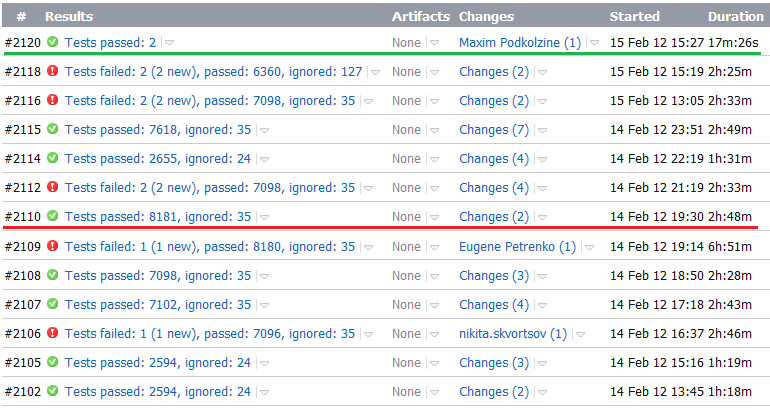 # Results Artifacts Changes Started Duration
#2120 Tests passed: 2 None Maxim Podkolzine (1) 15 Feb 12 15:27 17m:26s
#2118 Tests failed: 2 (2 new), passed: 6360, ignored: 127 None Changes (2) 15 Feb 12 15:19 2h:25m
#2116 Tests failed: 2 (2 new), passed: 7098, ignored: 35 None Changes (2) 15 Feb 12 13:05 2h:33m
#2115 Tests passed: 7618, ignored: 35 None Changes (7) 14 Feb 12 23:51 2h:49m
#2114 Tests passed: 2655, ignored: 24 None Changes (4) 14 Feb 12 22:19 1h:31m
#2112 Tests failed: 2 (2 new), passed: 7098, ignored: 35 None Changes (4) 14 Feb 12 21:19 2h:33m
#2110 Tests passed: 8181, ignored: 35 None Changes (2) 14 Feb 12 19:30 2h:48m
#2109 Tests failed: 1 (1 new), passed: 8180, ignored: 35 None Eugene Petrenko (1) 14 Feb 12 19:14 6h:51m
#2108 Tests passed: 7098, ignored: 35 None Changes (3) 14 Feb 12 18:50 2h:28m
#2107 Tests passed: 7102, ignored: 35 None Changes (4) 14 Feb 12 17:18 2h:43m
#2106 Tests failed: 1 (1 new), passed: 7096, ignored: 35 None nikita.skvortsov (1) 14 Feb 12 16:37 2h:46m
#2105 Tests passed: 2594, ignored: 24 None Changes (3) 14 Feb 12 15:16 1h:19m
#2102 Tests passed: 2594, ignored: 24 None Changes (2) 14 Feb 12 13:45 1h:18m